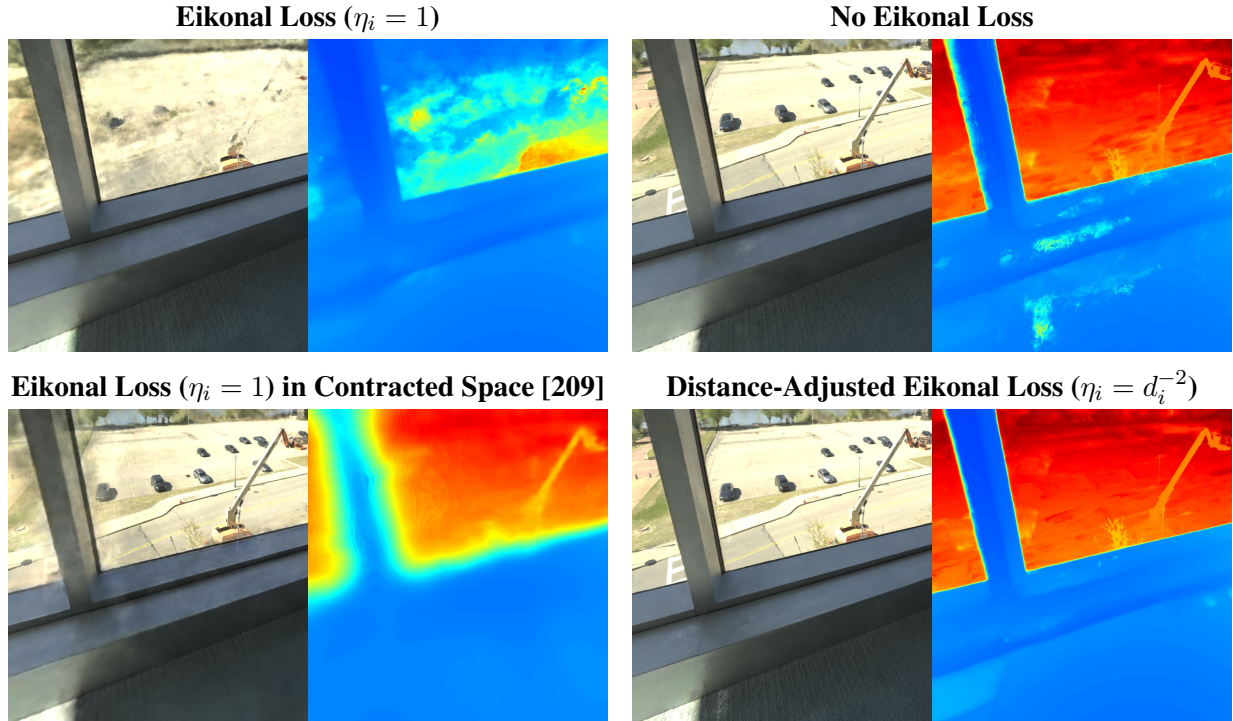 Eikonal Loss (η_i = 1)
No Eikonal Loss
Eikonal Loss (η_i = 1) in Contracted Space [209]
Distance-Adjusted Eikonal Loss (η_i = d_i^{-2})